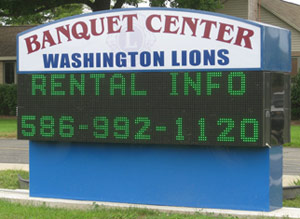 BANQUET CENTER
WASHINGTON LIONS
RENTAL INFO
586-992-1120